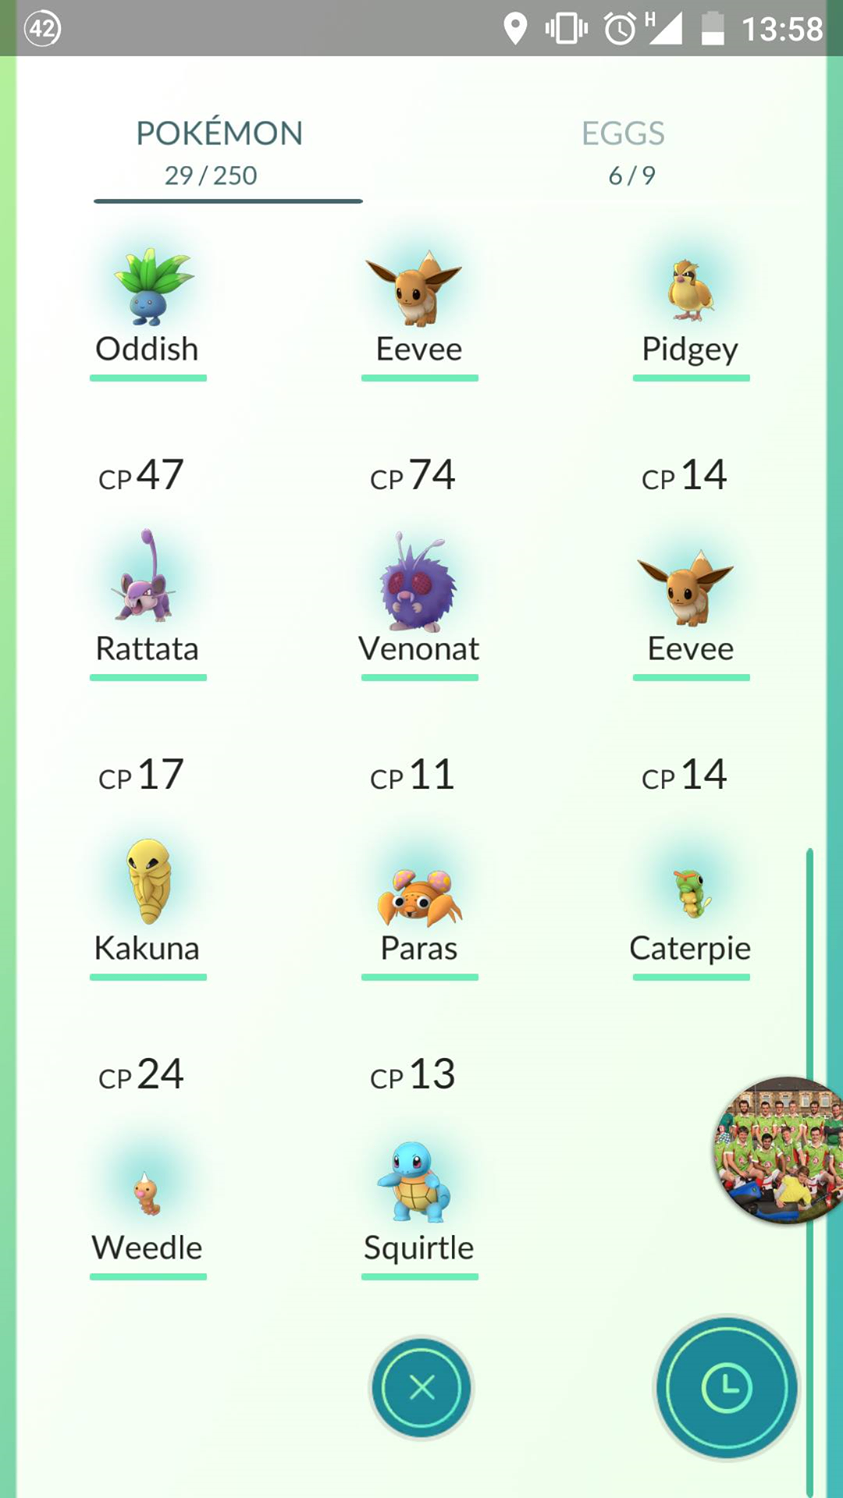 42 H 13:58
POKÉMON EGGS
29 / 250 6 / 9
Oddish Eevee Pidgey
CP 47 CP 74 CP 14
Rattata Venonat Eevee
CP 17 CP 11 CP 14
Kakuna Paras Caterpie
CP 24 CP 13
Weedle Squirtle